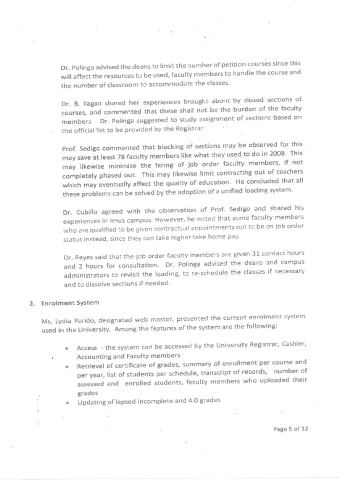 Dr. Polinga advised the deans to limit the number of petition courses since this
will affect the resources to be used, faculty members to handle the course and
the number of classroom to accommodate the classes.
Dr. B. Ilagan shared her experiences brought about by closed sections of
courses, and commented that these shall not be the burden of the faculty
members. Dr. Polinga suggested to study assignment of sections based on
the official list to be provided by the Registrar.
Prof. Sedigo commented that blocking of sections may be observed for this
may save at least 78 faculty members like what they used to do in 2008. This
may likewise minimize the hiring of job order faculty members, if not
completely phased out. This may likewise limit contracting out of teachers
which may eventually affect the quality of education. He concluded that all
these problems can be solved by the adoption of a unified loading system.
Dr. Cubillo agreed with the observation of Prof. Sedigo and shared his
experiences in Imus campus. However, he noted that some faculty members
who are qualified to be given contractual appointments opt to be on job order
status instead, since they can take higher take home pay.
Dr. Reyes said that the job order faculty members are given 31 contact hours
and 2 hours for consultation. Dr. Polinga advised the deans and campus
administrators to revisit the loading, to re-schedule the classes if necessary
and to dissolve sections if needed.
2. Enrolment System
Ms. Lydia Perido, designated web master, presented the current enrolment system
used in the University. Among the features of the system are the following:
• Access - the system can be accessed by the University Registrar, Cashier,
Accounting and Faculty members
• Retrieval of certificate of grades, summary of enrollment per course and
per year, list of students per schedule, transcript of records, number of
assessed and enrolled students, faculty members who uploaded their
grades
• Updating of lapsed incomplete and 4.0 grades
Page 5 of 12